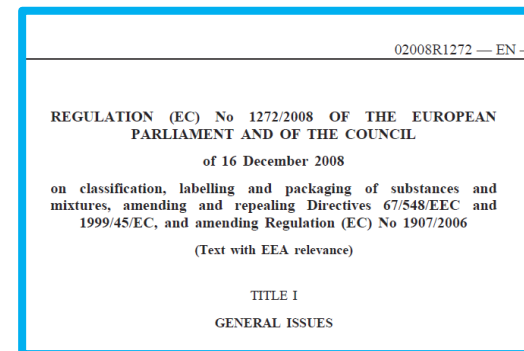 02008R1272 — EN –
REGULATION (EC) No 1272/2008 OF THE EUROPEAN
PARLIAMENT AND OF THE COUNCIL
of 16 December 2008
on classification, labelling and packaging of substances and
mixtures, amending and repealing Directives 67/548/EEC and
1999/45/EC, and amending Regulation (EC) No 1907/2006
(Text with EEA relevance)
TITLE I
GENERAL ISSUES